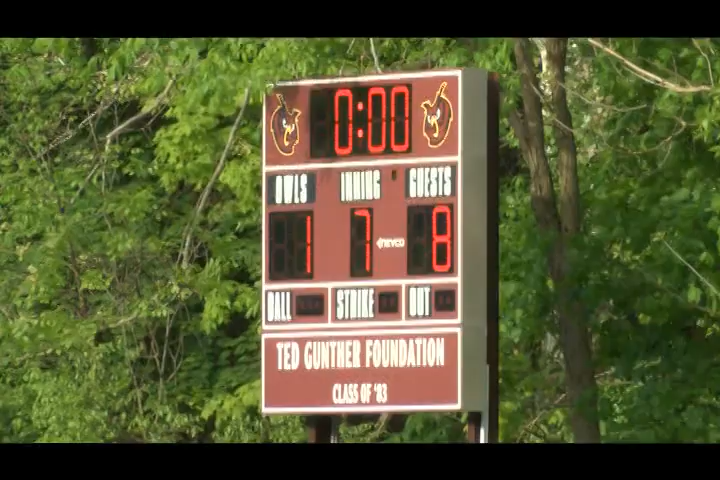 0:00
OWLS INNING GUESTS
1 7 8
NEVCO
BALL STRIKE OUT
TED GUNTHER FOUNDATION
CLASS OF '83